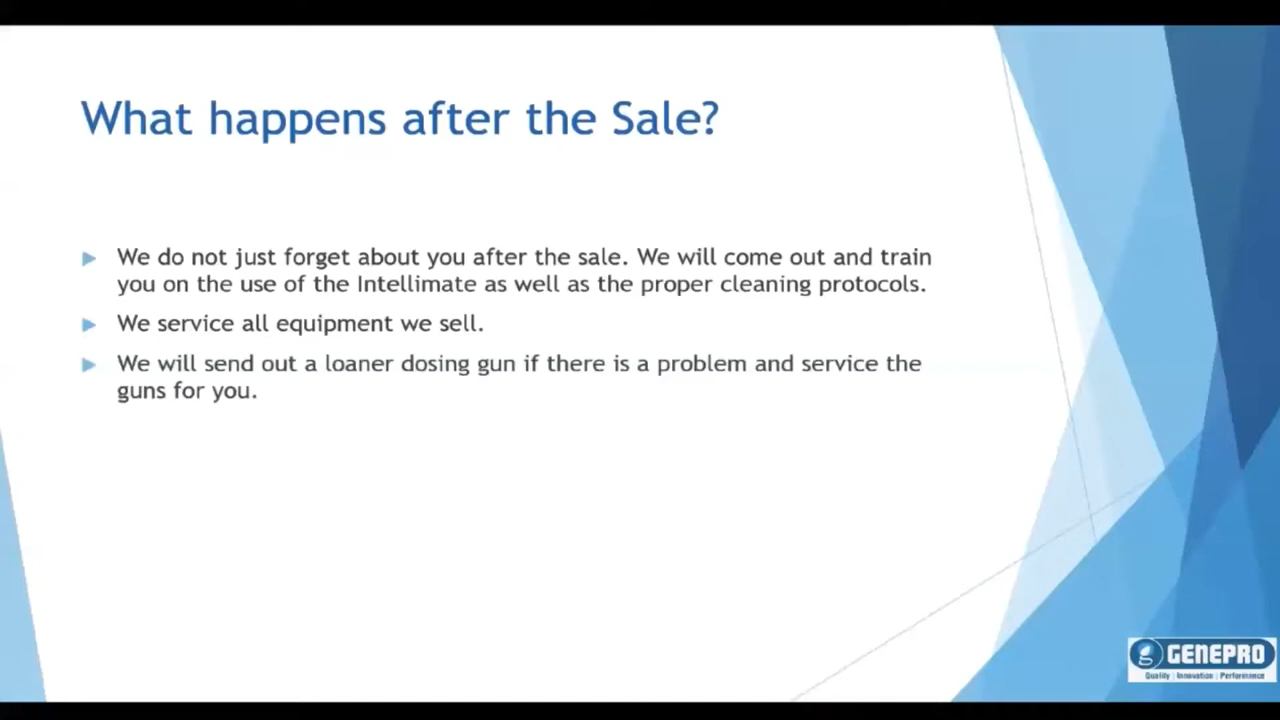 What happens after the Sale?
We do not just forget about you after the sale. We will come out and train
you on the use of the Intellimate as well as the proper cleaning protocols.
We service all equipment we sell.
We will send out a loaner dosing gun if there is a problem and service the
guns for you.
g GENEPRO
Quality | Innovation | Performance